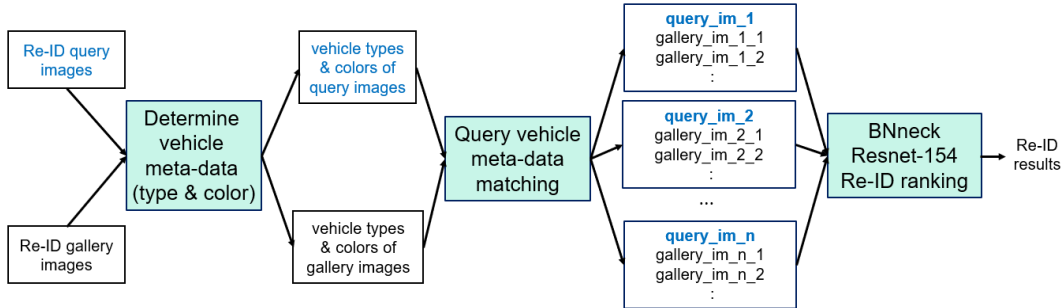 Re-ID query
images
Re-ID gallery
images
Determine
vehicle
meta-data
(type & color)
vehicle types
& colors of
query images
vehicle types
& colors of
gallery images
Query vehicle
meta-data
matching
query_im_1
gallery_im_1_1
gallery_im_1_2
:
query_im_2
gallery_im_2_1
gallery_im_2_2
:
...
query_im_n
gallery_im_n_1
gallery_im_n_2
:
BNneck
Resnet-154
Re-ID ranking
Re-ID
results